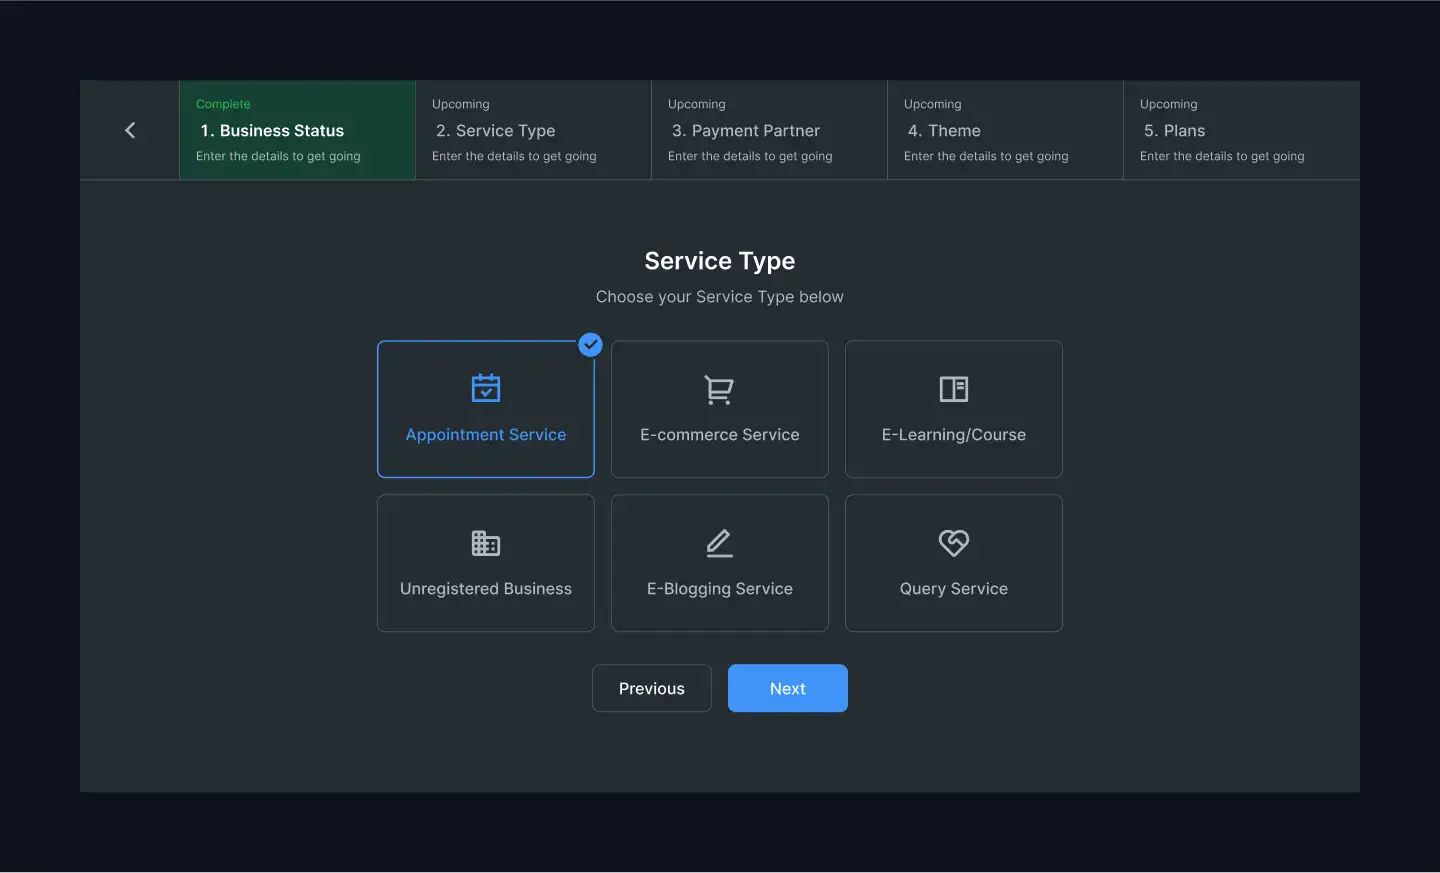 Complete
1. Business Status
Enter the details to get going
Upcoming
2. Service Type
Enter the details to get going
Upcoming
3. Payment Partner
Enter the details to get going
Upcoming
4. Theme
Enter the details to get going
Upcoming
5. Plans
Enter the details to get going
Service Type
Choose your Service Type below
Appointment Service
E-commerce Service
E-Learning/Course
Unregistered Business
E-Blogging Service
Query Service
Previous
Next